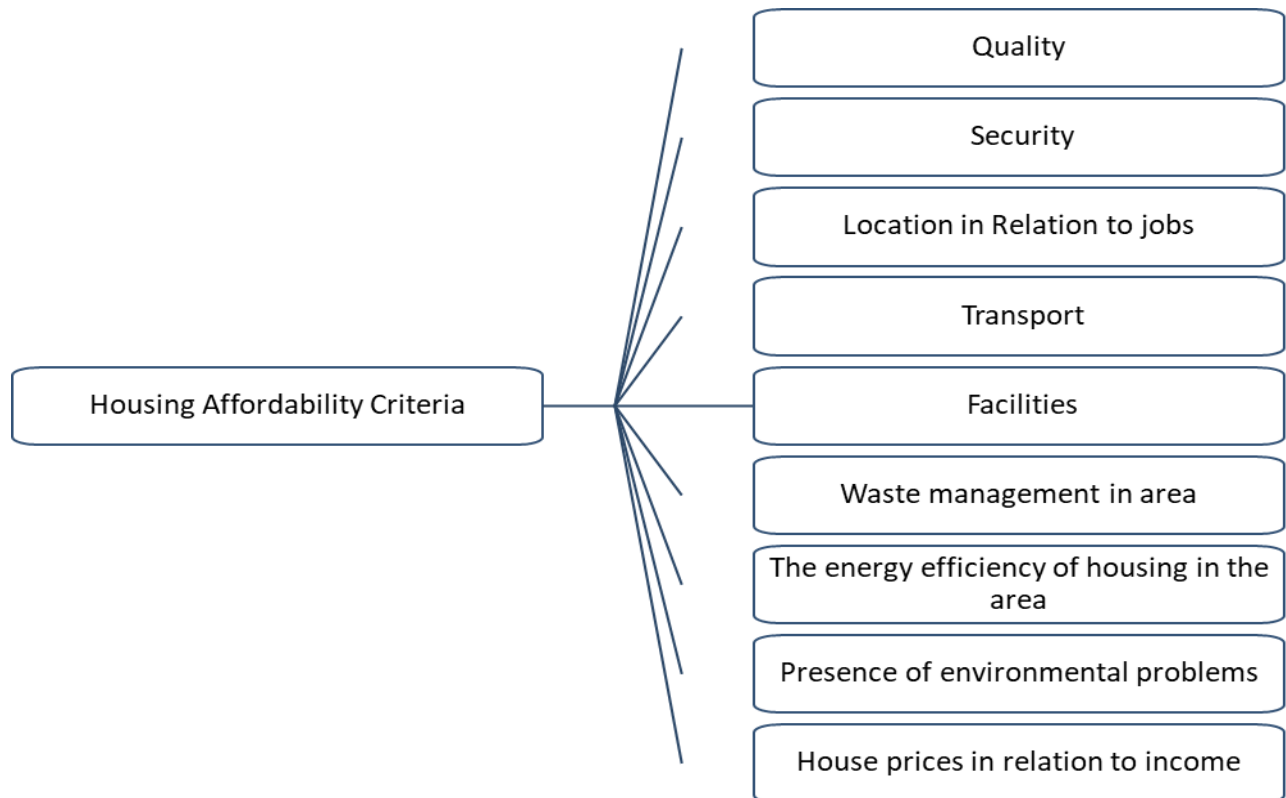 Housing Affordability Criteria
Quality
Security
Location in Relation to jobs
Transport
Facilities
Waste management in area
The energy efficiency of housing in the
area
Presence of environmental problems
House prices in relation to income